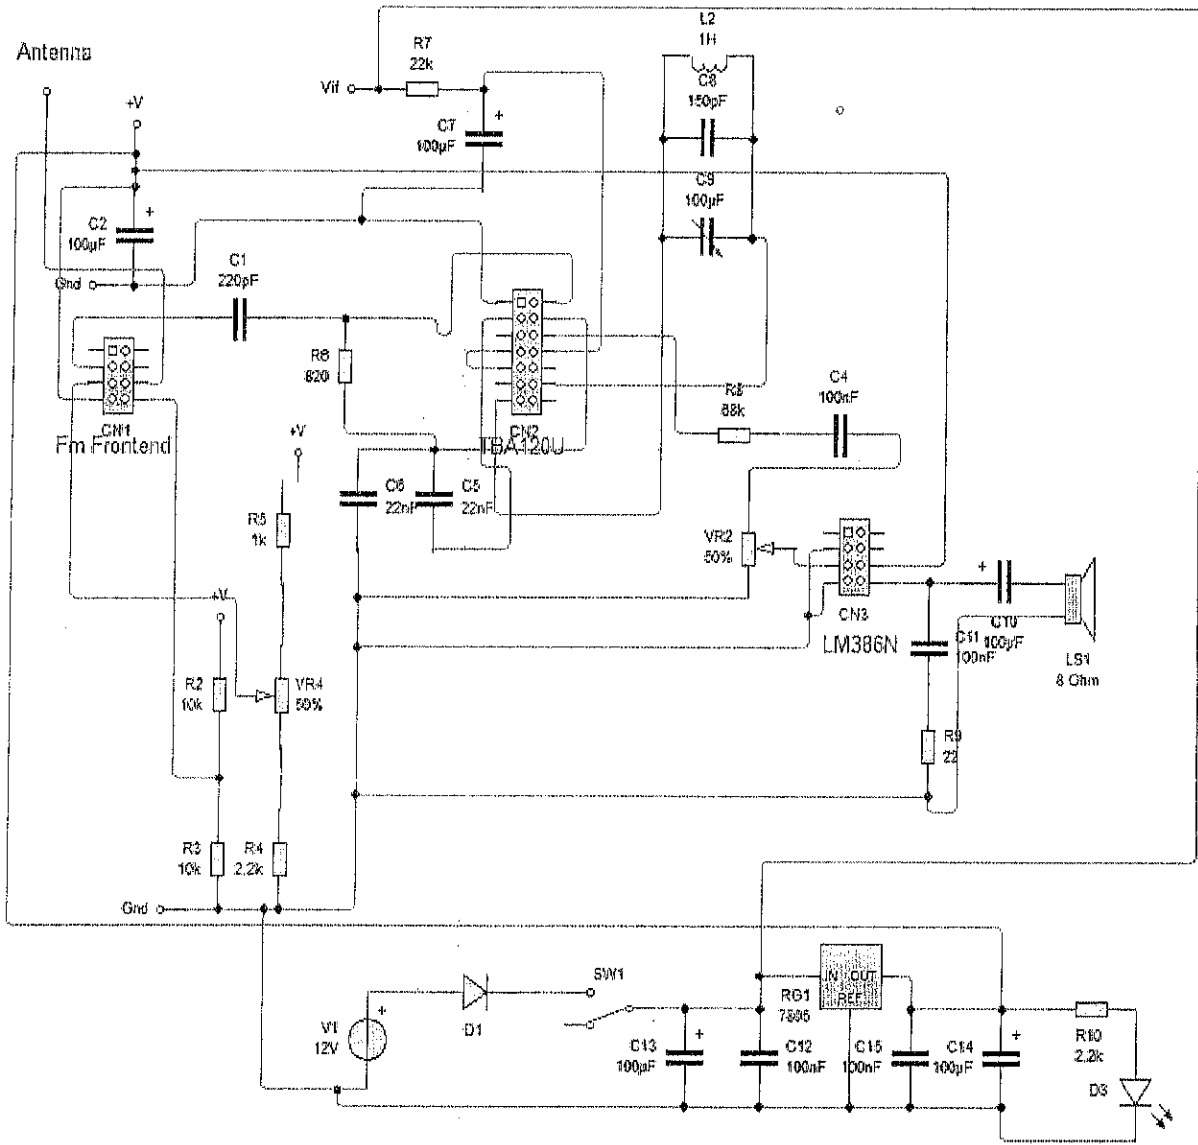 Antenna
+V
R7
22k
Vif
C7
100µF
+
L2
1H
C8
150pF
C9
100µF
C2
100µF
+
Gnd
C1
220pF
R6
820
CN1
Fm Frontend
CN2
TBA120U
R8
68k
C4
100nF
+V
C6
22nF
C5
22nF
R5
1k
VR2
50%
CN3
LM386N
+
C10
100µF
C11
100nF
LS1
8 Ohm
+V
R2
10k
VR4
50%
R9
22
R3
10k
R4
2.2k
Gnd
V1
12V
+
D1
SW1
IN OUT
REF
RG1
7805
C13
100µF
+
C12
100nF
C15
100nF
C14
100µF
+
R10
2.2k
D3